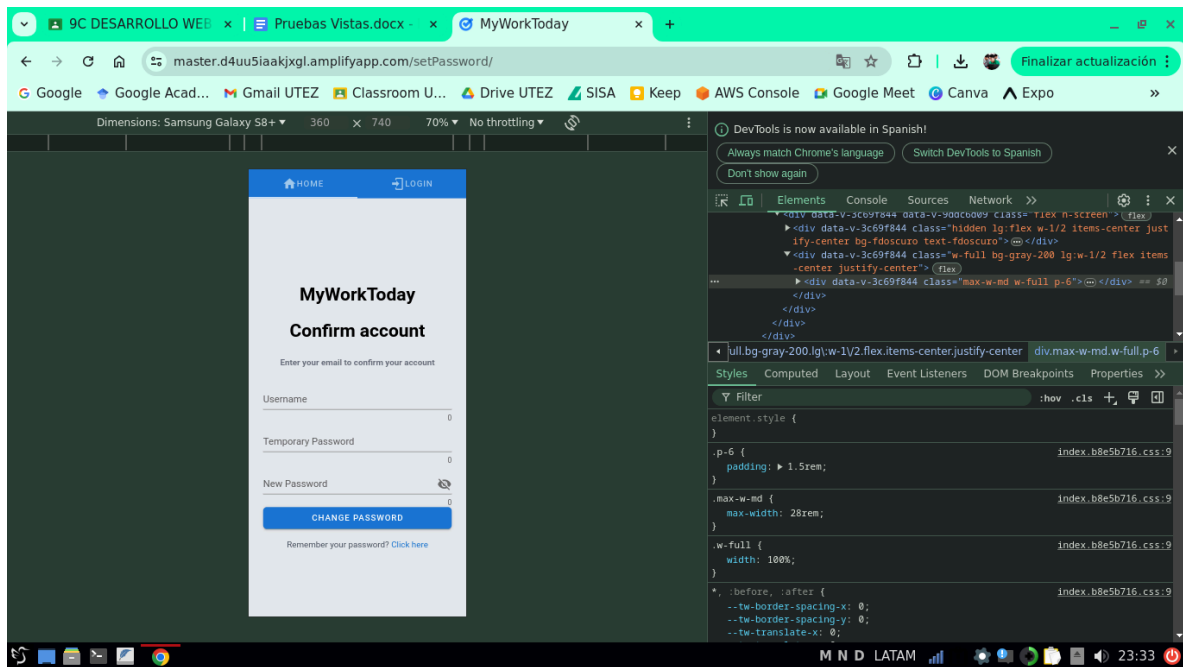 9C DESARROLLO WEB
Pruebas Vistas.docx -
MyWorkToday
master.d4uu5iaakjxgl.amplifyapp.com/setPassword/
Finalizar actualización
Google
Google Acad...
Gmail UTEZ
Classroom U...
Drive UTEZ
SISA
Keep
AWS Console
Google Meet
Canva
Expo
»
Dimensions: Samsung Galaxy S8+ ▼ 360 × 740 70% ▼ No throttling ▼
HOME
LOGIN
MyWorkToday
Confirm account
Enter your email to confirm your account
Username
0
Temporary Password
0
New Password
0
CHANGE PASSWORD
Remember your password? Click here
DevTools is now available in Spanish!
Always match Chrome's language
Switch DevTools to Spanish
Don't show again
Elements Console Sources Network »
<div data-v-3c69f844 data-v-9ddc6d09 class="flex h-screen"> flex
<div data-v-3c69f844 class="hidden lg:flex w-1/2 items-center just
ify-center bg-fdoscuro text-fdoscuro"> </div>
<div data-v-3c69f844 class="w-full bg-gray-200 lg:w-1/2 flex items
-center justify-center"> flex
<div data-v-3c69f844 class="max-w-md w-full p-6"> </div> == $0
</div>
</div>
</div>
</div>
ull.bg-gray-200.lg\:w-1\/2.flex.items-center.justify-center div.max-w-md.w-full.p-6
Styles Computed Layout Event Listeners DOM Breakpoints Properties »
Filter :hov .cls +
element.style {
}
.p-6 { index.b8e5b716.css:9
padding: ▶ 1.5rem;
}
.max-w-md { index.b8e5b716.css:9
max-width: 28rem;
}
.w-full { index.b8e5b716.css:9
width: 100%;
}
*, :before, :after { index.b8e5b716.css:9
--tw-border-spacing-x: 0;
--tw-border-spacing-y: 0;
--tw-translate-x: 0;
M N D LATAM 23:33